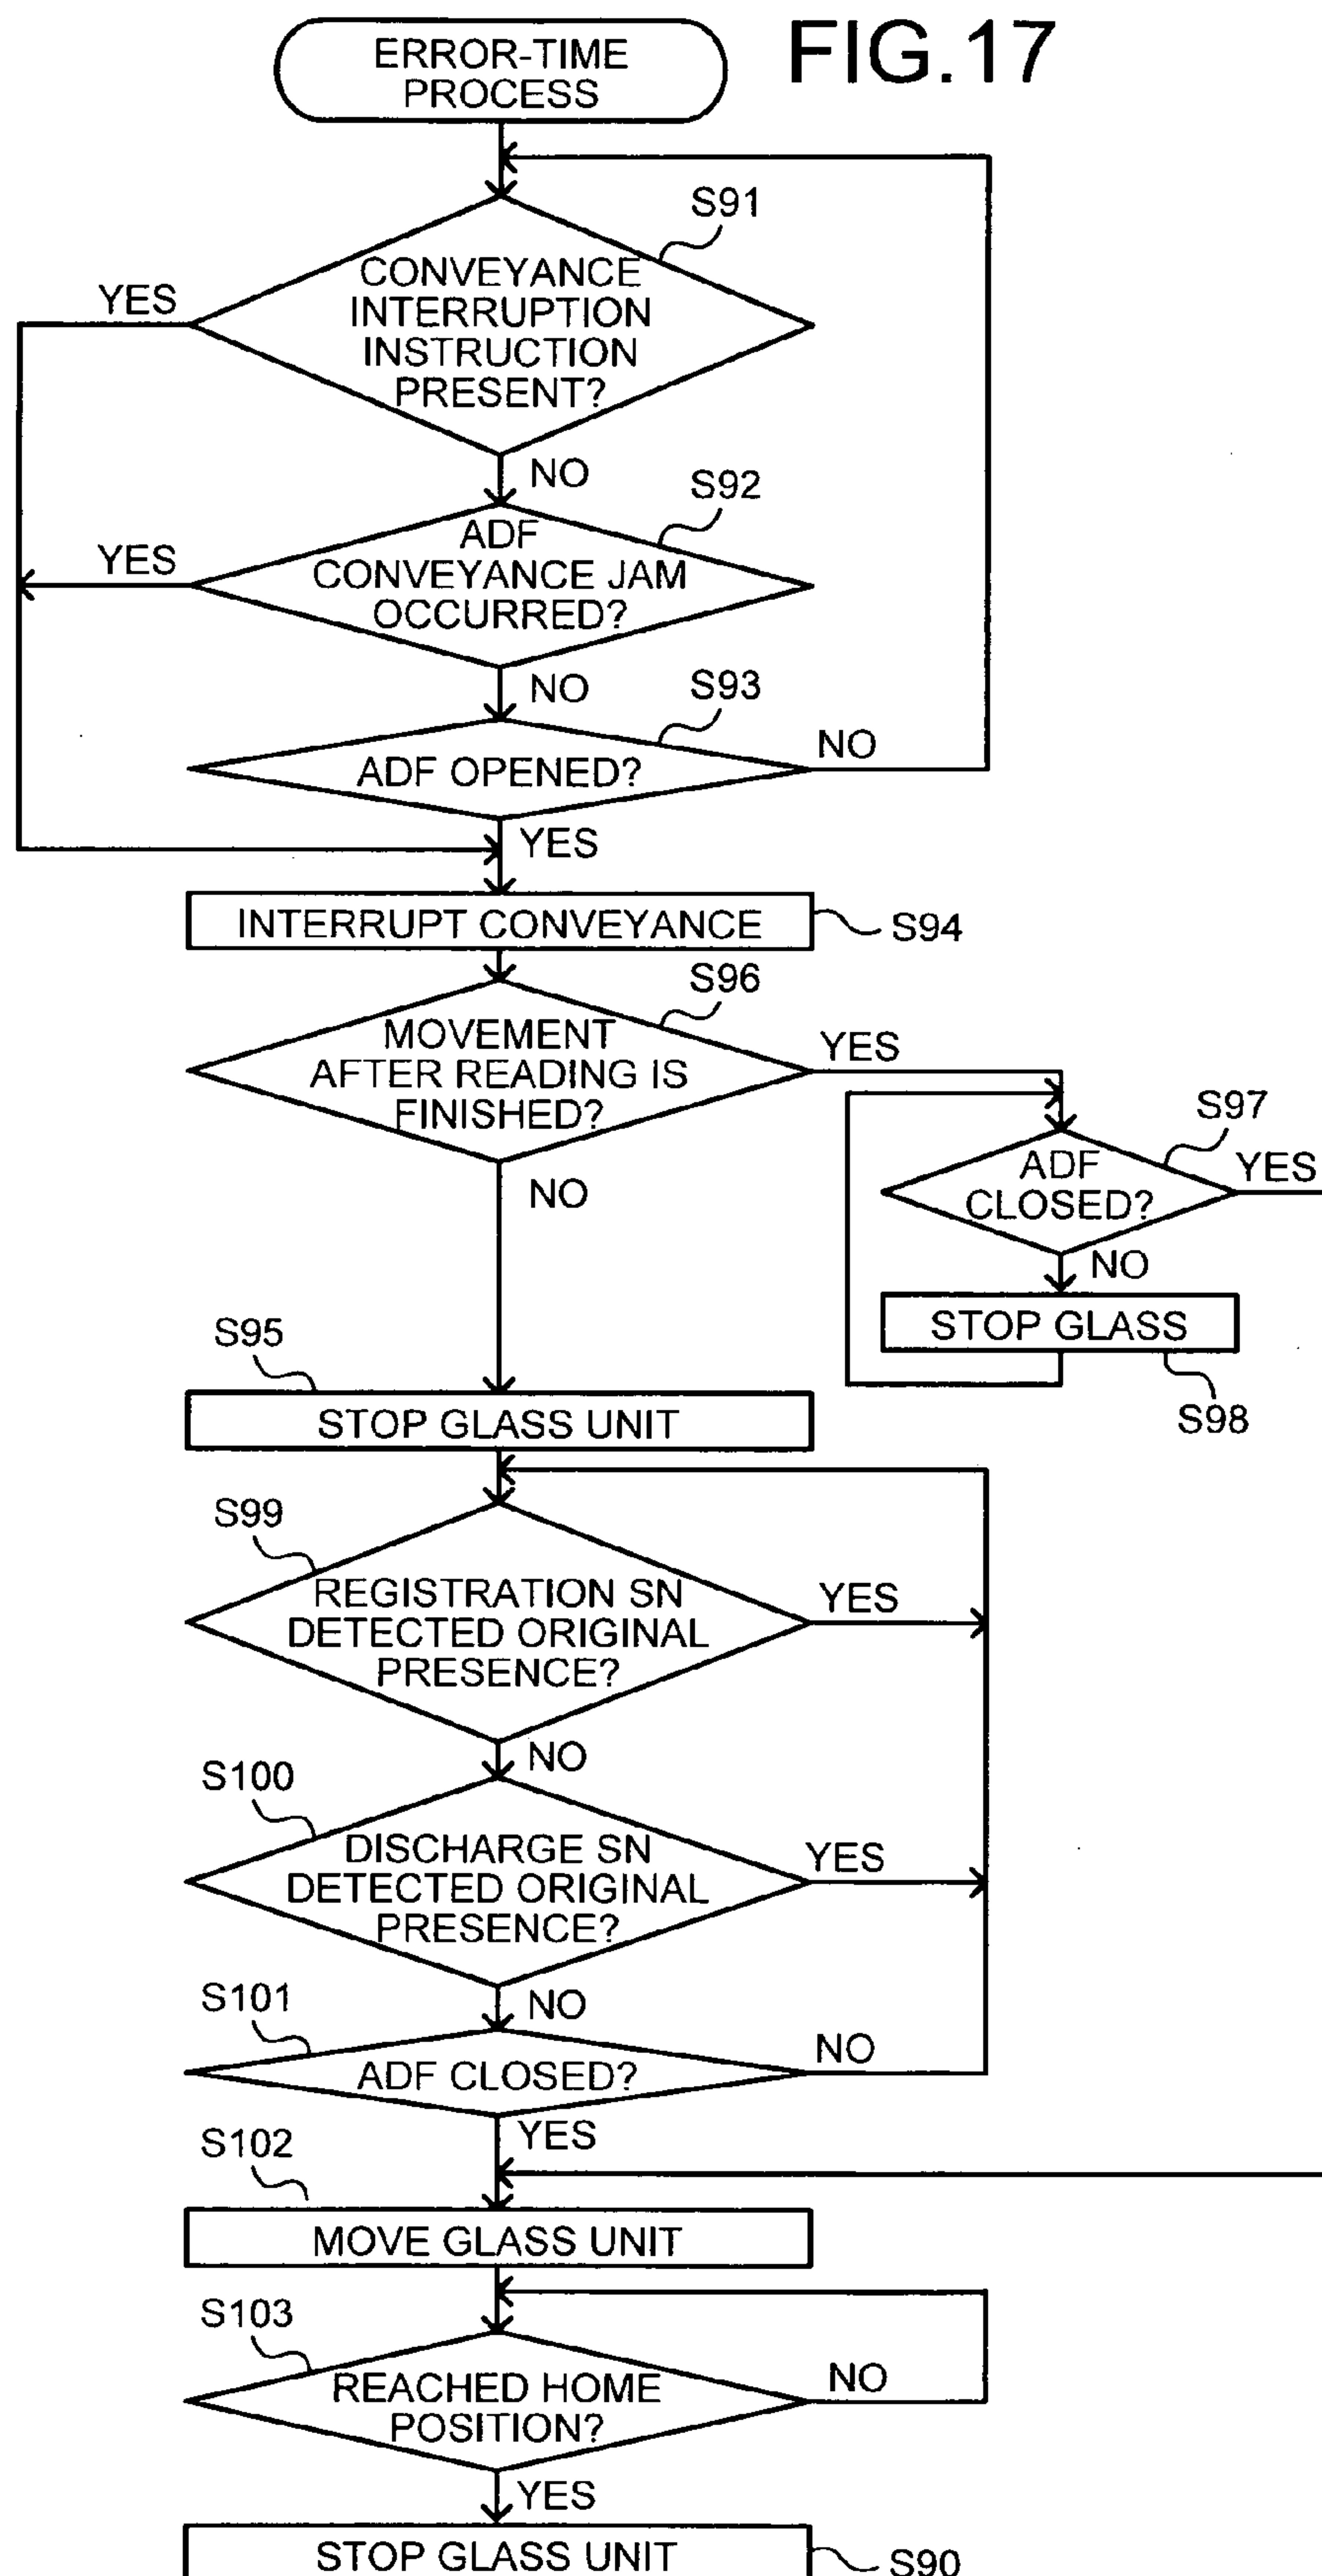 FIG.17
ERROR-TIME
PROCESS
S91
CONVEYANCE
INTERRUPTION
INSTRUCTION
PRESENT?
YES
NO
S92
ADF
CONVEYANCE JAM
OCCURRED?
YES
NO
S93
ADF OPENED?
NO
YES
INTERRUPT CONVEYANCE
S94
S96
MOVEMENT
AFTER READING IS
FINISHED?
YES
NO
S97
ADF
CLOSED?
YES
NO
STOP GLASS
S98
S95
STOP GLASS UNIT
S99
REGISTRATION SN
DETECTED ORIGINAL
PRESENCE?
YES
NO
S100
DISCHARGE SN
DETECTED ORIGINAL
PRESENCE?
YES
NO
S101
ADF CLOSED?
NO
YES
S102
MOVE GLASS UNIT
S103
REACHED HOME
POSITION?
NO
YES
STOP GLASS UNIT
S90